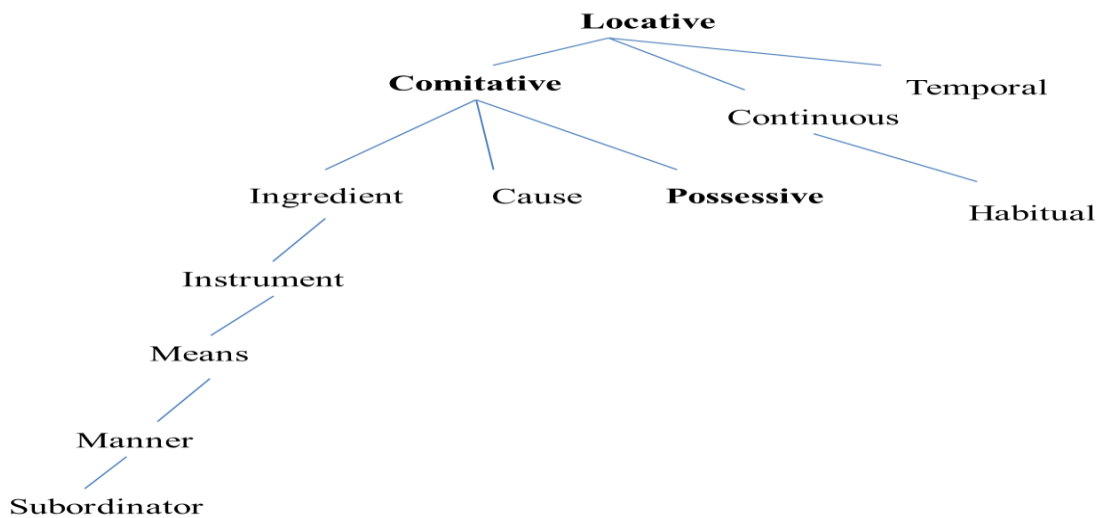 Locative
Comitative
Temporal
Continuous
Ingredient
Cause
Possessive
Habitual
Instrument
Means
Manner
Subordinator